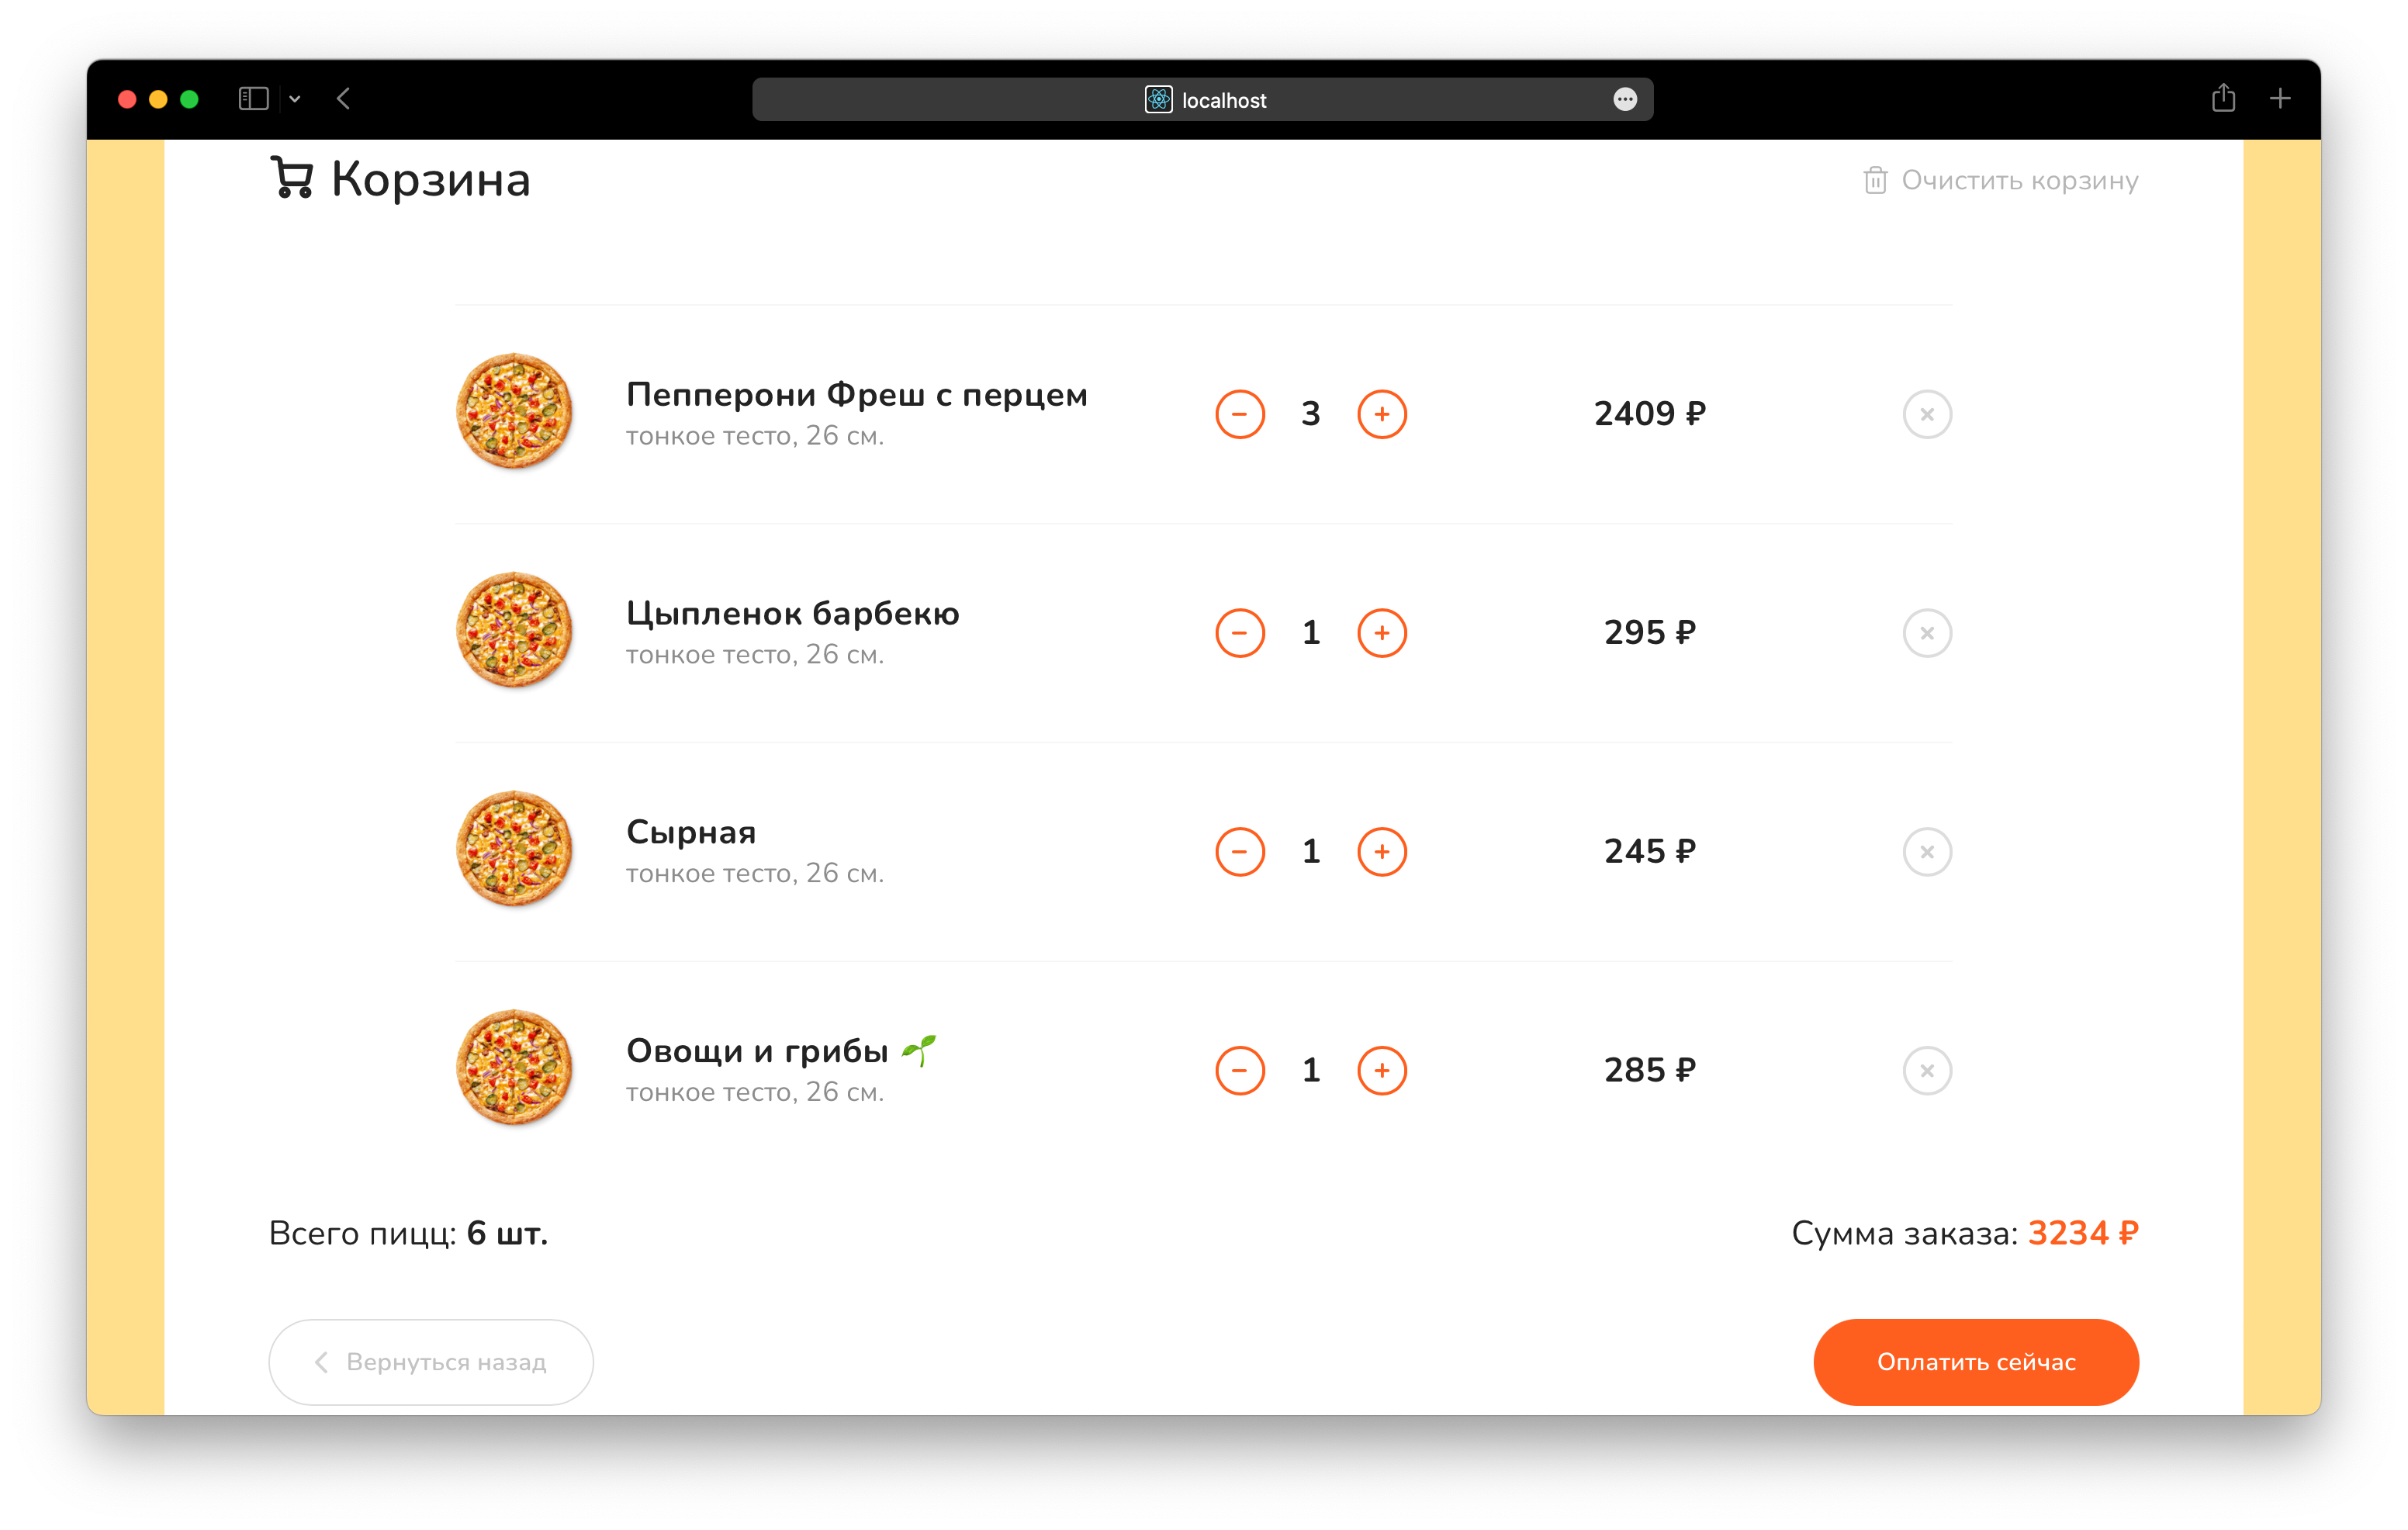 localhost
Корзина
Очистить корзину
Пепперони Фреш с перцем
тонкое тесто, 26 см.
3
2409 ₽
Цыпленок барбекю
тонкое тесто, 26 см.
1
295 ₽
Сырная
тонкое тесто, 26 см.
1
245 ₽
Овощи и грибы 🌱
тонкое тесто, 26 см.
1
285 ₽
Всего пицц: 6 шт.
Сумма заказа: 3234 ₽
Вернуться назад
Оплатить сейчас